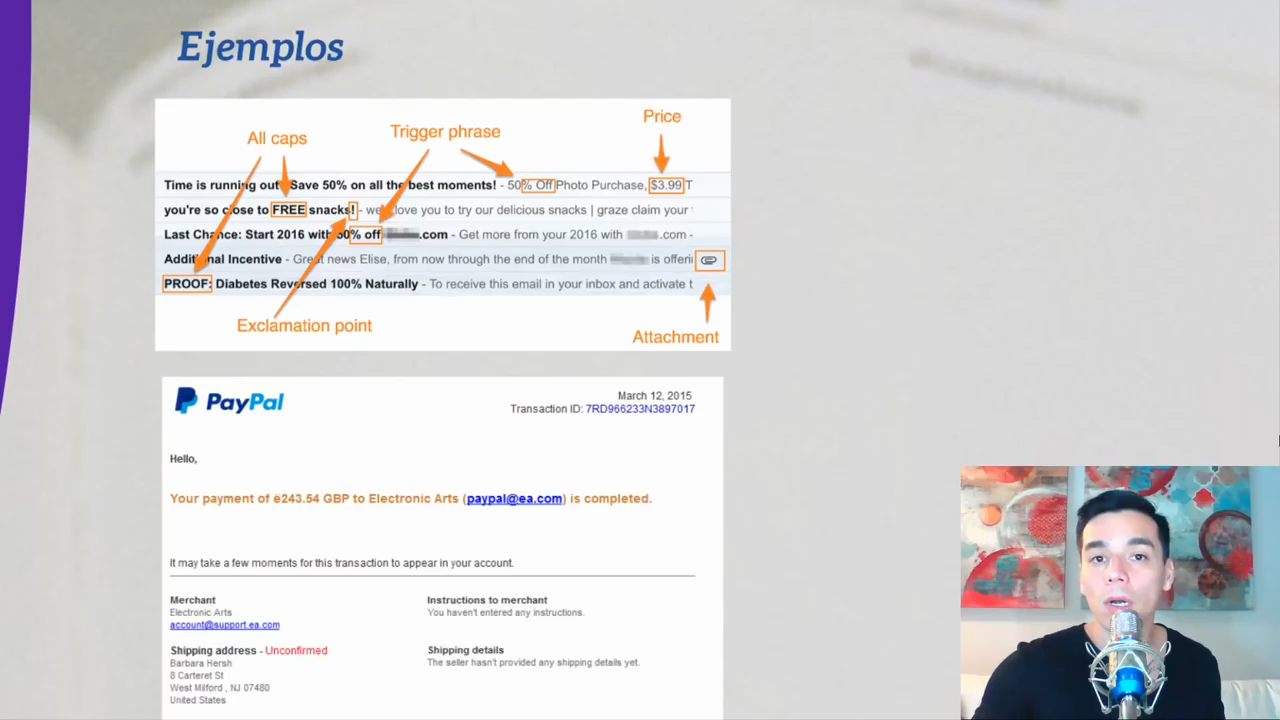 Ejemplos
All caps
Trigger phrase
Price
Time is running out! Save 50% on all the best moments! - 50% Off Photo Purchase, $3.99 T
you're so close to FREE snacks! - we love you to try our delicious snacks | graze claim your
Last Chance: Start 2016 with 50% off .com - Get more from your 2016 with .com -
Additional Incentive - Great news Elise, from now through the end of the month is offeri
PROOF: Diabetes Reversed 100% Naturally - To receive this email in your inbox and activate t
Exclamation point
Attachment
PayPal
March 12, 2015
Transaction ID: 7RD966233N3897017
Hello,
Your payment of ë243.54 GBP to Electronic Arts (paypal@ea.com) is completed.
It may take a few moments for this transaction to appear in your account.
Merchant
Electronic Arts
account@support.ea.com
Instructions to merchant
You haven't entered any instructions.
Shipping address - Unconfirmed
Barbara Hersh
8 Carteret St
West Milford , NJ 07480
United States
Shipping details
The seller hasn't provided any shipping details yet.